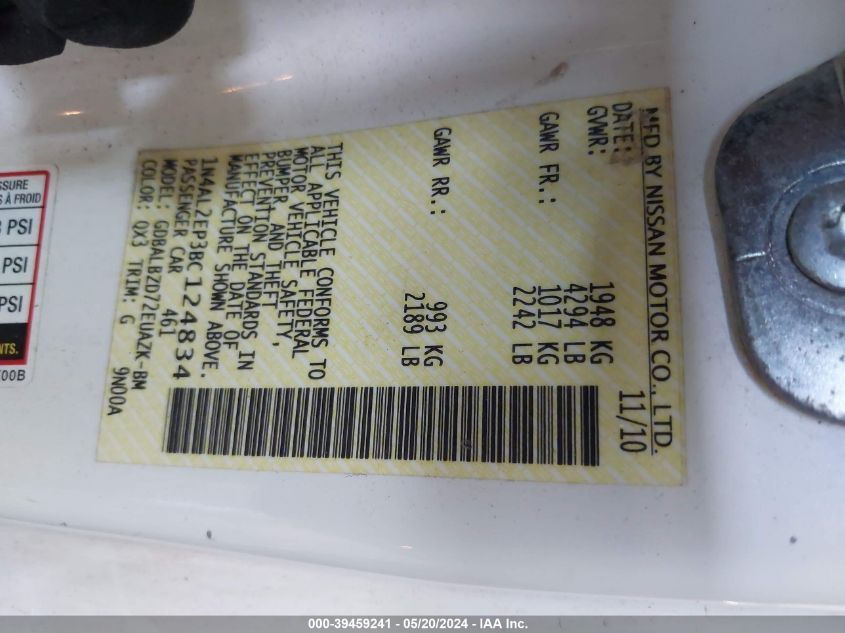 MFD BY NISSAN MOTOR CO., LTD.
DATE: 11/10
GVWR: 1948 KG
4294 LB
GAWR FR.: 1017 KG
2242 LB
GAWR RR.: 993 KG
2189 LB
THIS VEHICLE CONFORMS TO
ALL APPLICABLE FEDERAL
MOTOR VEHICLE SAFETY,
BUMPER, AND THEFT
PREVENTION STANDARDS IN
EFFECT ON THE DATE OF
MANUFACTURE SHOWN ABOVE.
1N4AL2EP3BC124834
PASSENGER CAR 461
MODEL: GDBALBZD72EUAZK-BM
COLOR: QX3 TRIM: G 9N00A
PSI
PSI
PSI
000-39459241 - 05/20/2024 - IAA Inc.